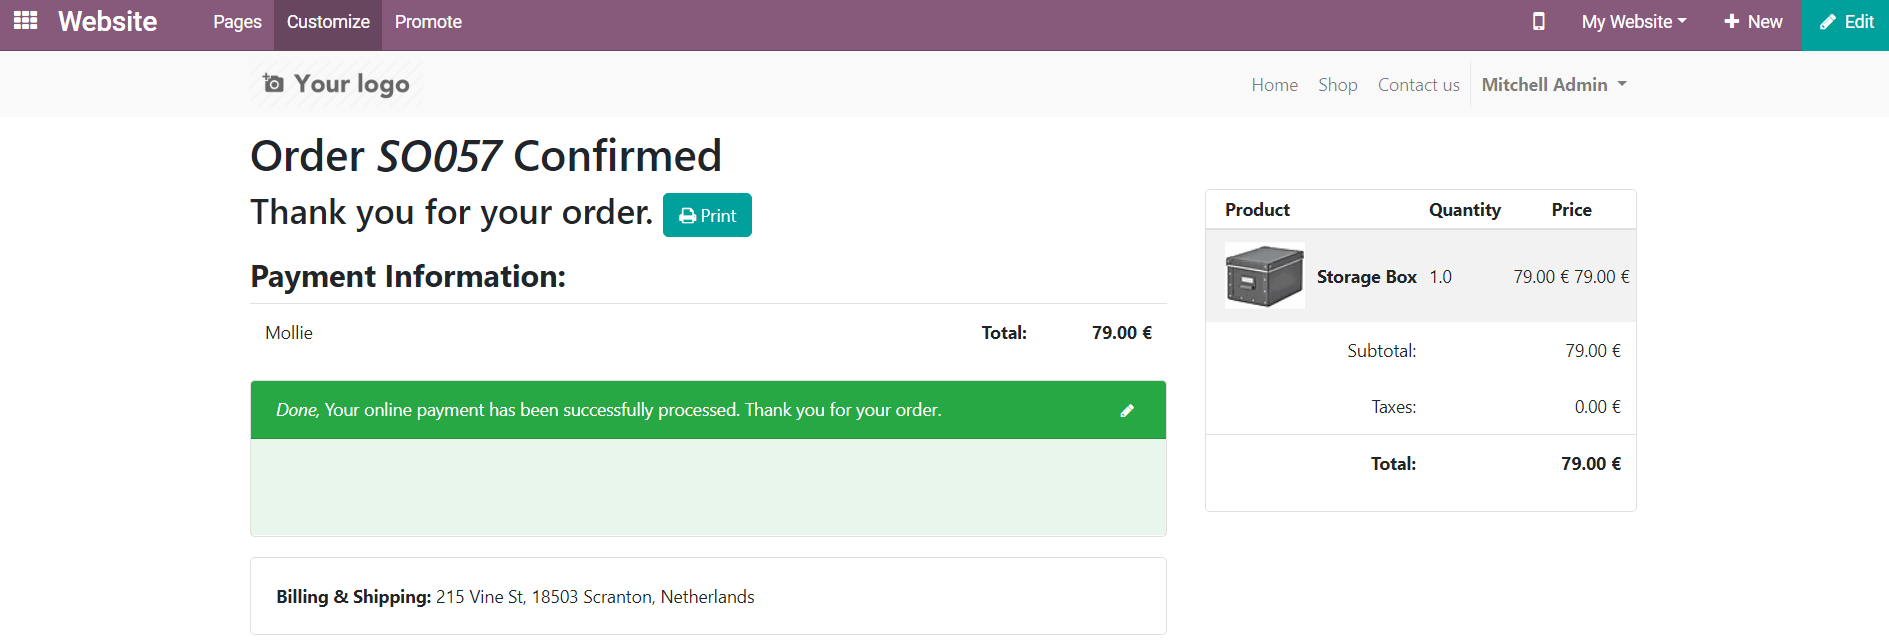 Website Pages Customize Promote My Website New Edit
Your logo Home Shop Contact us Mitchell Admin
Order SO057 Confirmed
Thank you for your order. Print
Payment Information:
Mollie Total: 79.00 €
Done, Your online payment has been successfully processed. Thank you for your order.
Billing & Shipping: 215 Vine St, 18503 Scranton, Netherlands
Product Quantity Price
Storage Box 1.0 79.00 € 79.00 €
Subtotal: 79.00 €
Taxes: 0.00 €
Total: 79.00 €